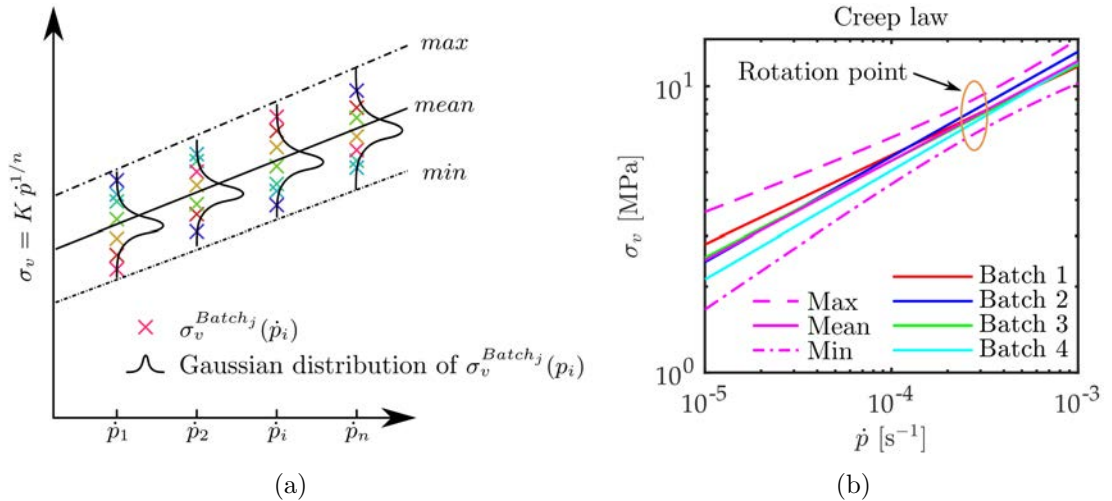 σ_v = K ṗ^{1/n}
max
mean
min
σ_v^{Batch_j}(ṗ_i)
Gaussian distribution of σ_v^{Batch_j}(p_i)
ṗ_1 ṗ_2 ṗ_i ṗ_n
(a)
Creep law
Rotation point
10^1
σ_v [MPa]
Max
Mean
Min
Batch 1
Batch 2
Batch 3
Batch 4
10^0
10^-5 10^-4 10^-3
ṗ [s^{-1}]
(b)